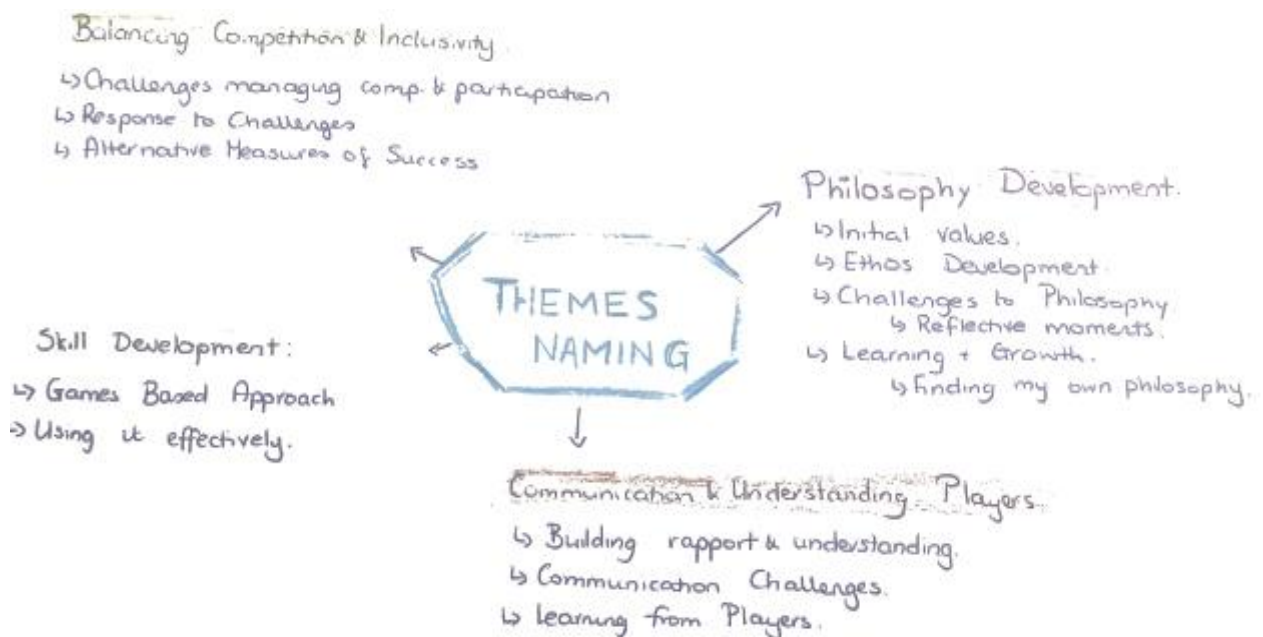 Balancing Competition & Inclusivity
↳ Challenges managing comp. & participation
↳ Response to Challenges
↳ Alternative Measures of Success
Philosophy Development.
↳ Initial values.
↳ Ethos Development.
↳ Challenges to Philosophy
↳ Reflective moments.
↳ Learning + Growth.
↳ Finding my own philosophy.
THEMES
NAMING
Skill Development:
↳ Games Based Approach
→ Using it effectively.
Communication & Understanding Players.
↳ Building rapport & understanding.
↳ Communication Challenges.
↳ Learning from Players.